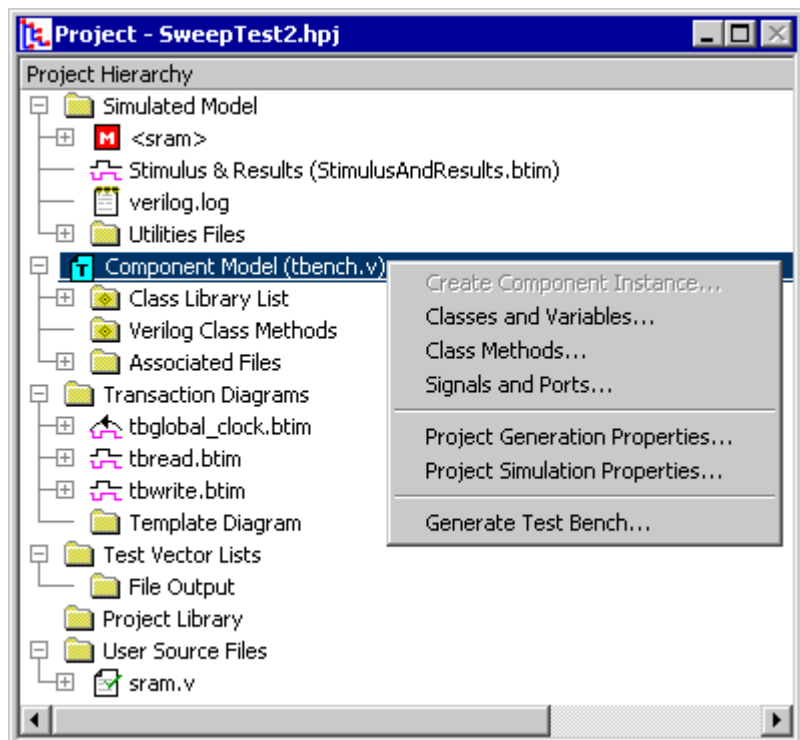 Project - SweepTest2.hpj
Project Hierarchy
Simulated Model
M <sram>
Stimulus & Results (StimulusAndResults.btim)
verilog.log
Utilities Files
T Component Model (tbench.v)
Create Component Instance...
Class Library List
Classes and Variables...
Verilog Class Methods
Class Methods...
Associated Files
Signals and Ports...
Transaction Diagrams
tbglobal_clock.btim
Project Generation Properties...
tbread.btim
Project Simulation Properties...
tbwrite.btim
Template Diagram
Generate Test Bench...
Test Vector Lists
File Output
Project Library
User Source Files
sram.v